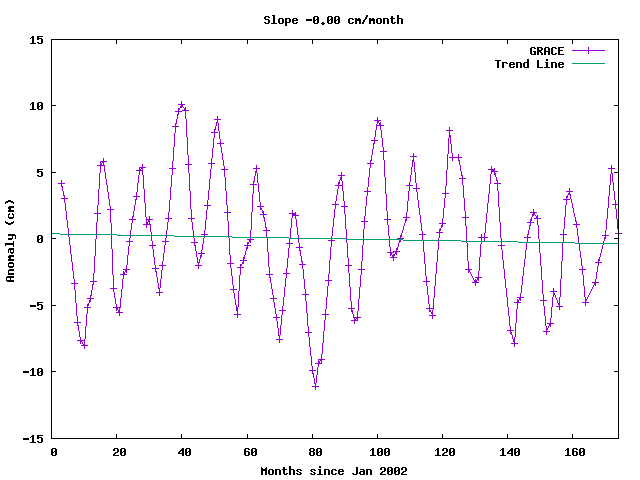 Slope -0.00 cm/month
GRACE
Trend Line
15
10
5
0
-5
-10
-15
Anomaly (cm)
0 20 40 60 80 100 120 140 160
Months since Jan 2002